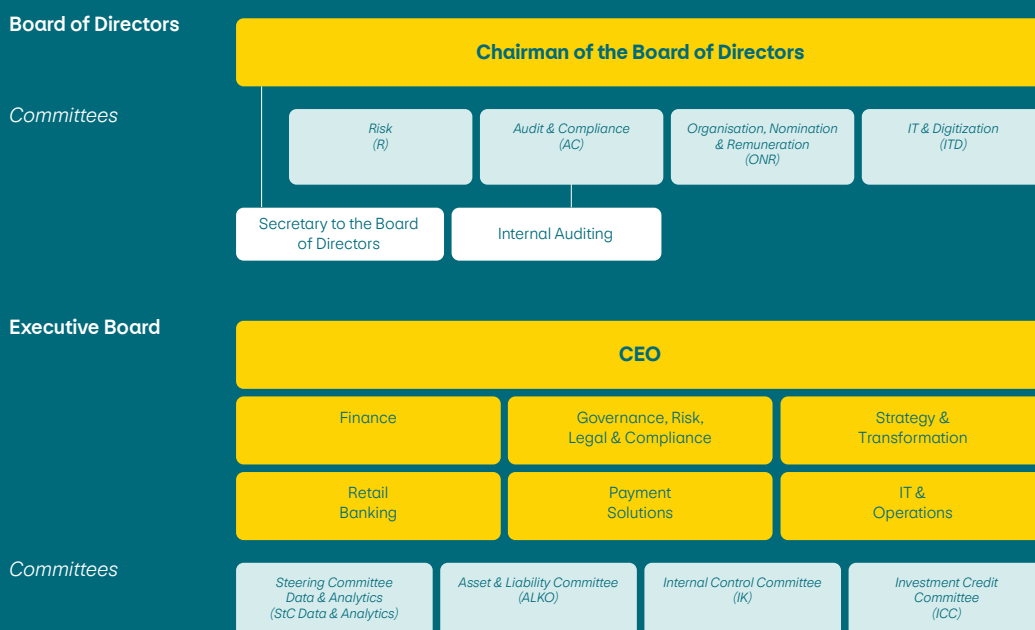 Board of Directors
Chairman of the Board of Directors
Committees
Risk
(R)
Audit & Compliance
(AC)
Organisation, Nomination
& Remuneration
(ONR)
IT & Digitization
(ITD)
Secretary to the Board
of Directors
Internal Auditing
Executive Board
CEO
Finance
Governance, Risk,
Legal & Compliance
Strategy &
Transformation
Retail
Banking
Payment
Solutions
IT &
Operations
Committees
Steering Committee
Data & Analytics
(StC Data & Analytics)
Asset & Liability Committee
(ALKO)
Internal Control Committee
(IK)
Investment Credit
Committee
(ICC)